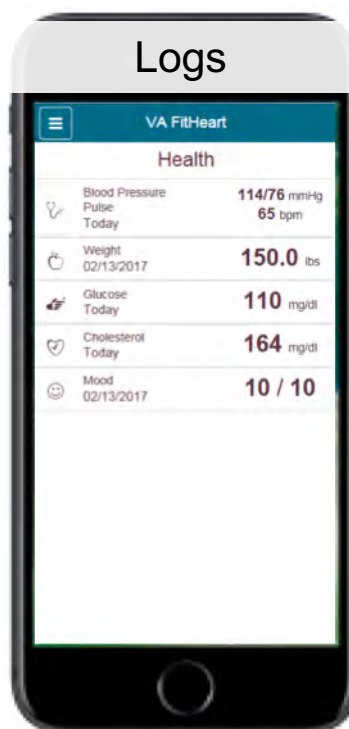 Logs
VA FitHeart
Health
Blood Pressure 114/76 mmHg
Pulse 65 bpm
Today
Weight 150.0 lbs
02/13/2017
Glucose 110 mg/dl
Today
Cholesterol 164 mg/dl
Today
Mood 10 / 10
02/13/2017